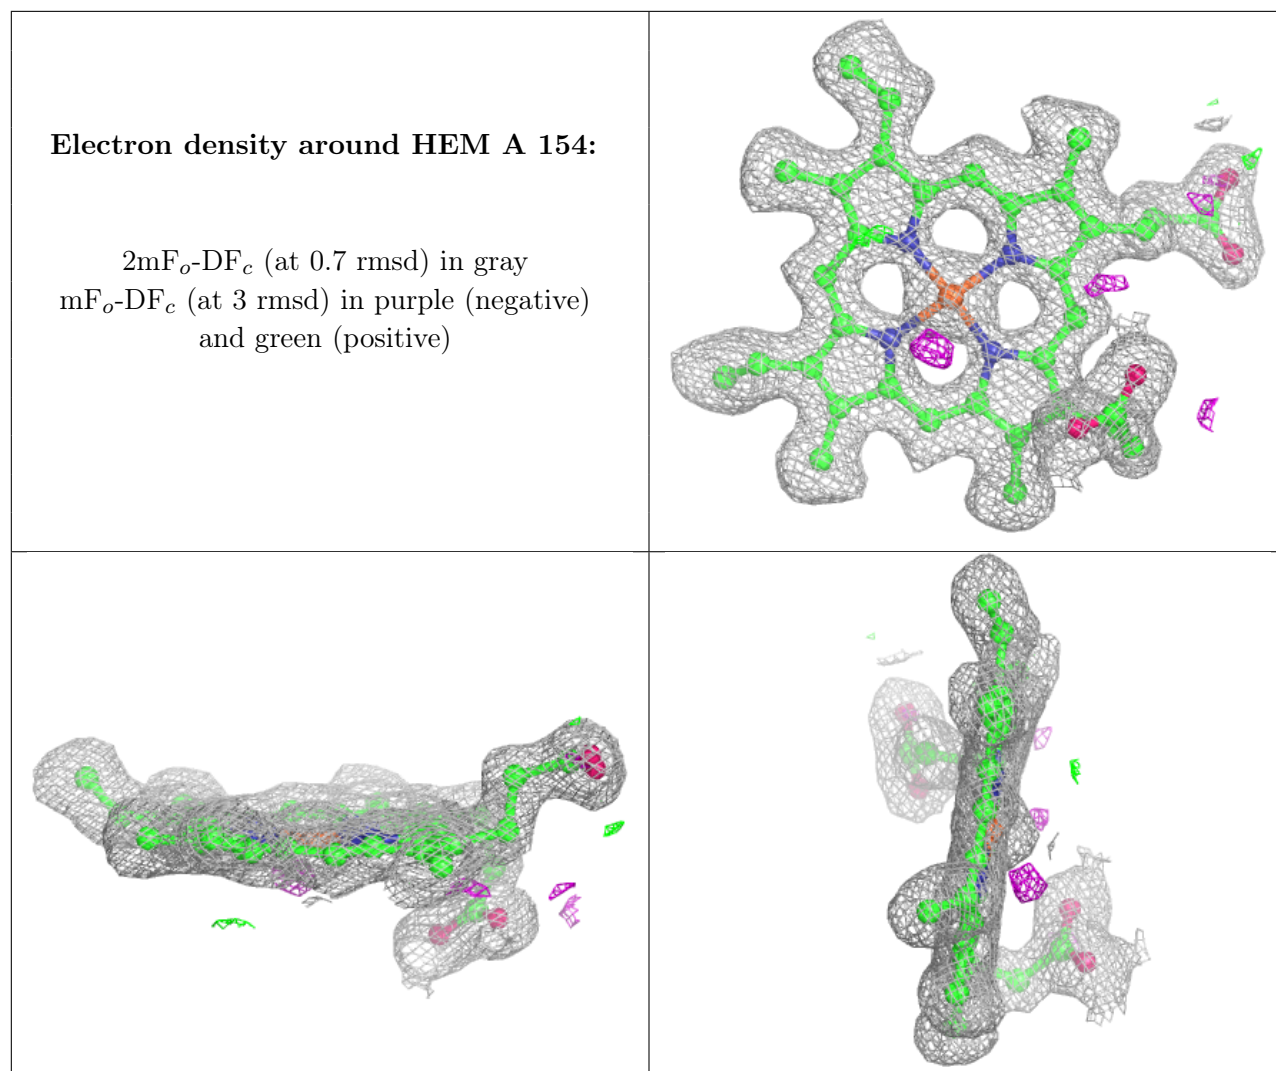 Electron density around HEM A 154:
2mFₒ-DF𝒸 (at 0.7 rmsd) in gray
mFₒ-DF𝒸 (at 3 rmsd) in purple (negative)
and green (positive)